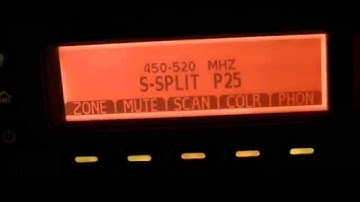 450-520 MHZ
S-SPLIT P25
ZONE MUTE SCAN COLR PHON